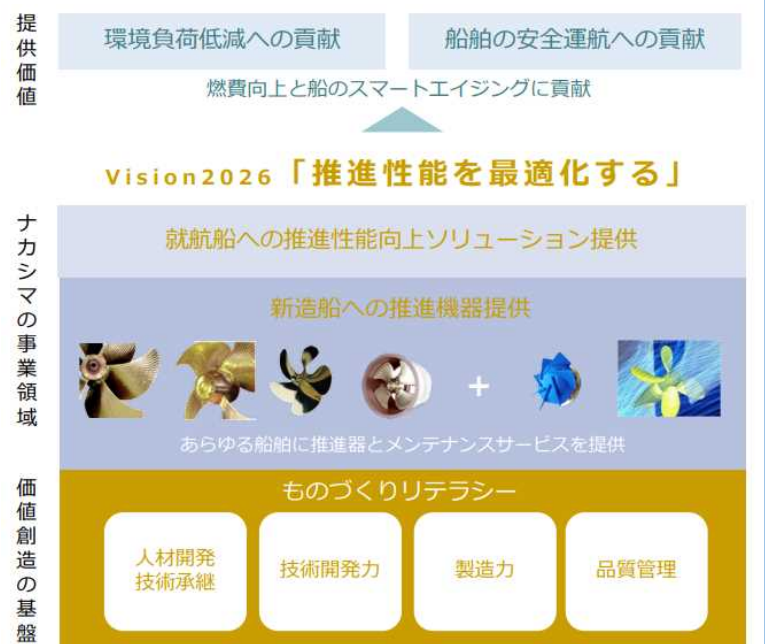 提供価値
環境負荷低減への貢献
船舶の安全運航への貢献
燃費向上と船のスマートエイジングに貢献
Vision2026「推進性能を最適化する」
ナカシマの事業領域
就航船への推進性能向上ソリューション提供
新造船への推進機器提供
+
あらゆる船舶に推進器とメンテナンスサービスを提供
価値創造の基盤
ものづくりリテラシー
人材開発
技術承継
技術開発力
製造力
品質管理